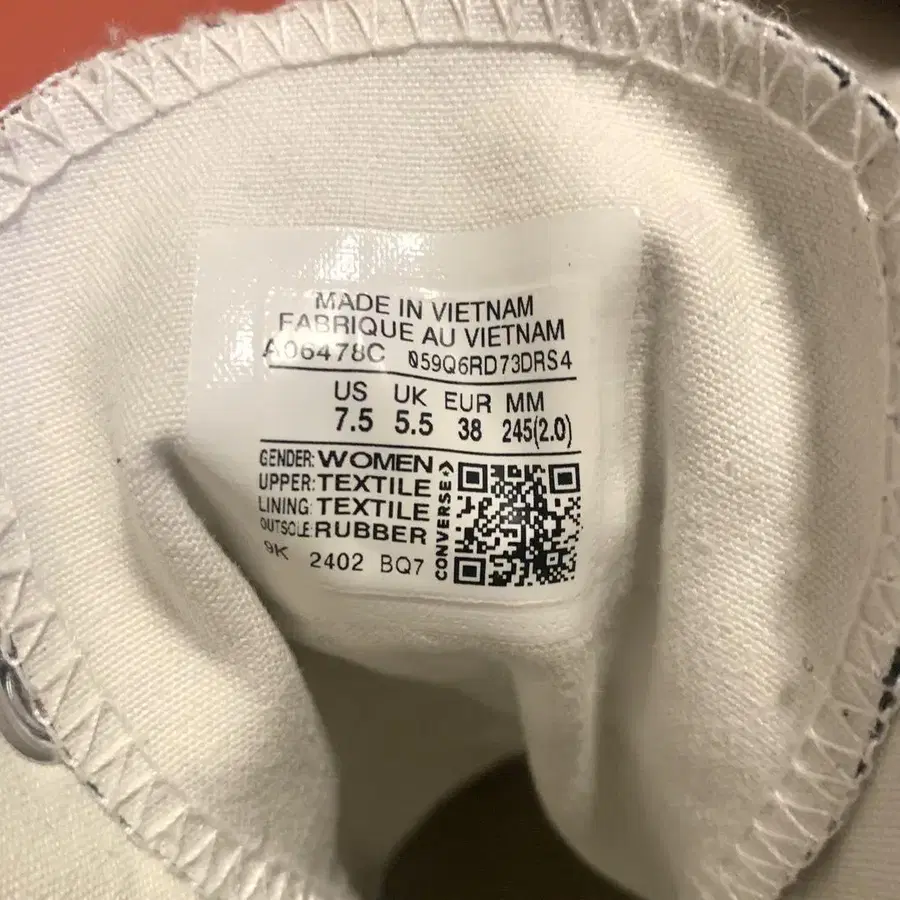 MADE IN VIETNAM
FABRIQUE AU VIETNAM
A06478C 059Q6RD73DRS4
US UK EUR MM
7.5 5.5 38 245(2.0)
GENDER: WOMEN
UPPER: TEXTILE
LINING: TEXTILE
OUTSOLE: RUBBER
9K 2402 BQ7
CONVERSE